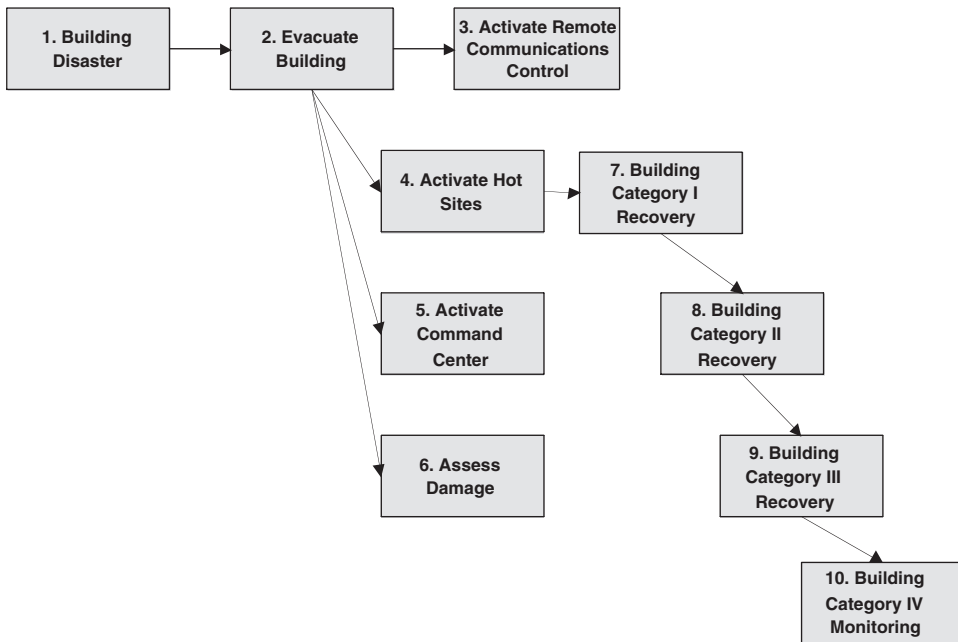 1. Building
Disaster
2. Evacuate
Building
3. Activate Remote
Communications
Control
4. Activate Hot
Sites
7. Building
Category I
Recovery
5. Activate
Command
Center
8. Building
Category II
Recovery
6. Assess
Damage
9. Building
Category III
Recovery
10. Building
Category IV
Monitoring